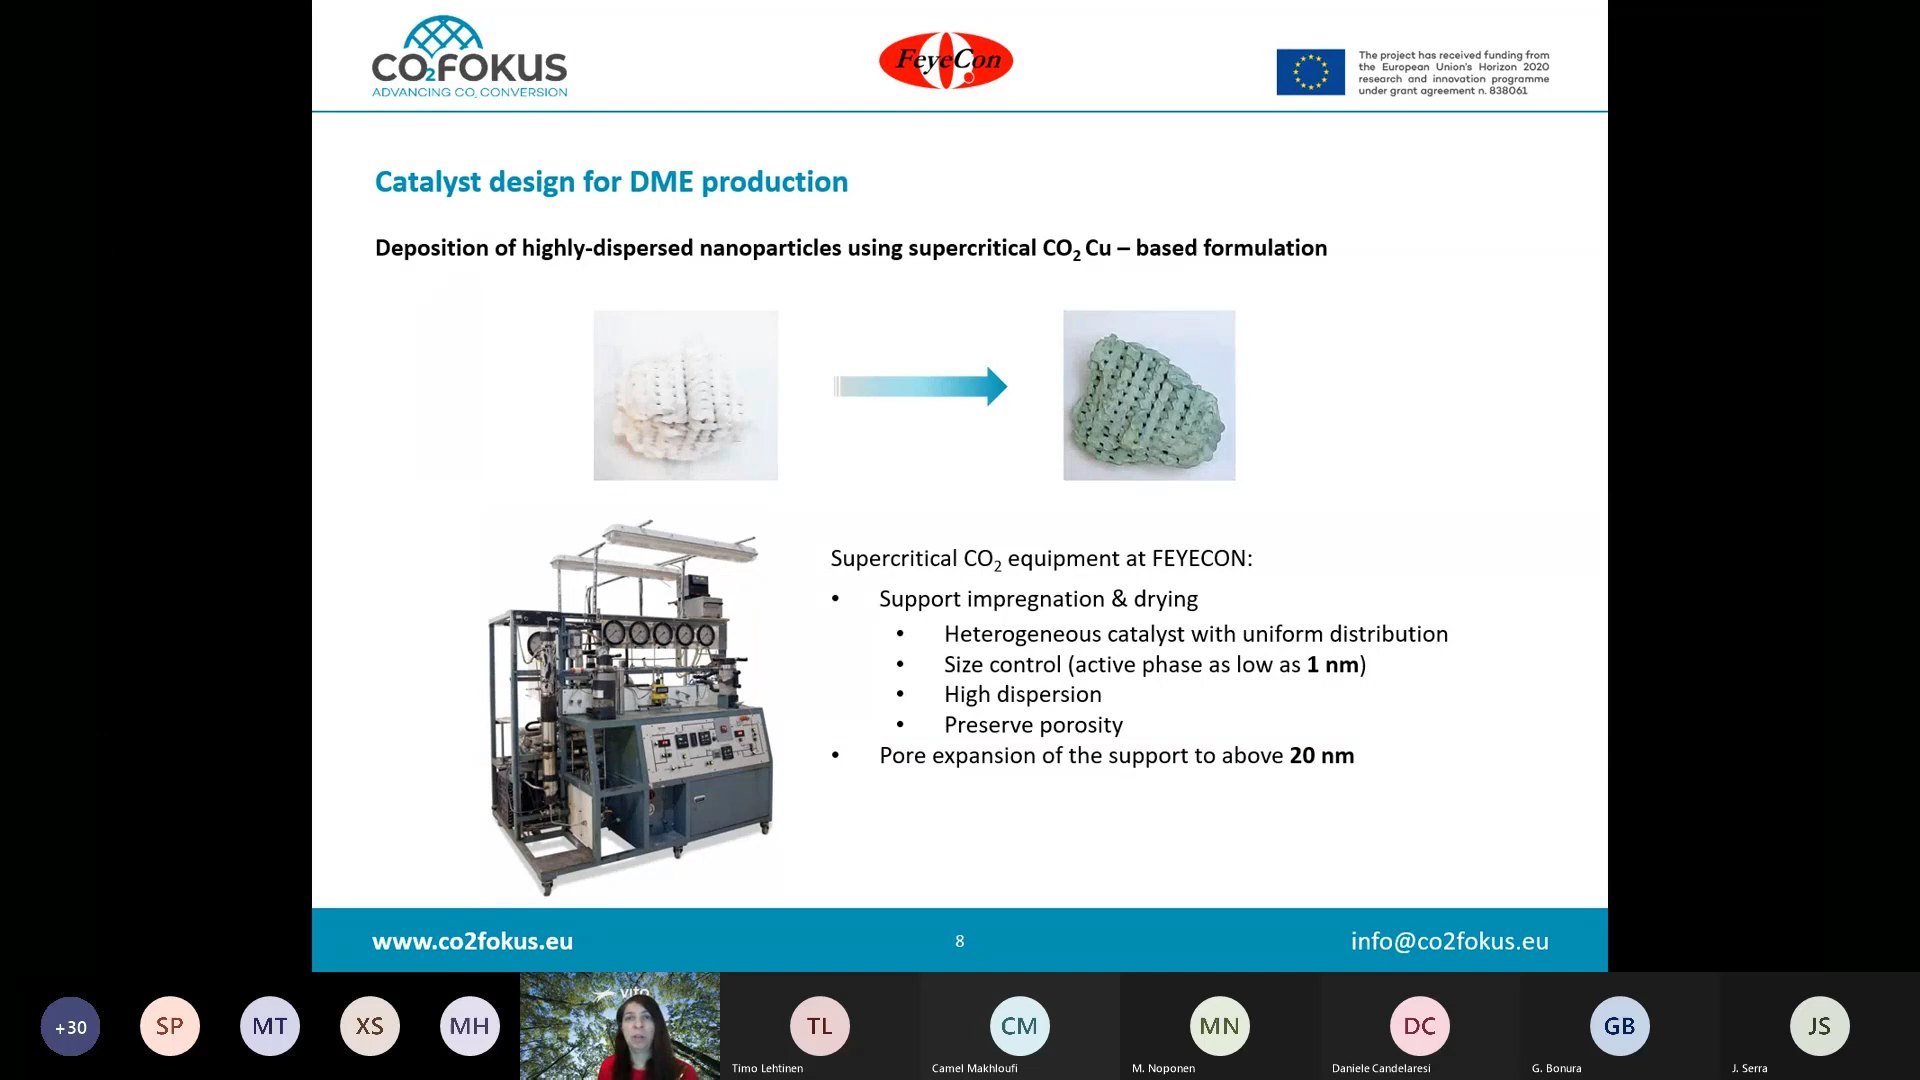 CO2FOKUS
ADVANCING CO2 CONVERSION
FeyeCon
The project has received funding from
the European Union's Horizon 2020
research and innovation programme
under grant agreement n. 838061
Catalyst design for DME production
Deposition of highly-dispersed nanoparticles using supercritical CO2 Cu – based formulation
Supercritical CO2 equipment at FEYECON:
• Support impregnation & drying
• Heterogeneous catalyst with uniform distribution
• Size control (active phase as low as 1 nm)
• High dispersion
• Preserve porosity
• Pore expansion of the support to above 20 nm
www.co2fokus.eu
8
info@co2fokus.eu
+30
SP
MT
XS
MH
vito
TL
CM
MN
DC
GB
JS
Timo Lehtinen
Camel Makhloufi
M. Noponen
Daniele Candelaresi
G. Bonura
J. Serra